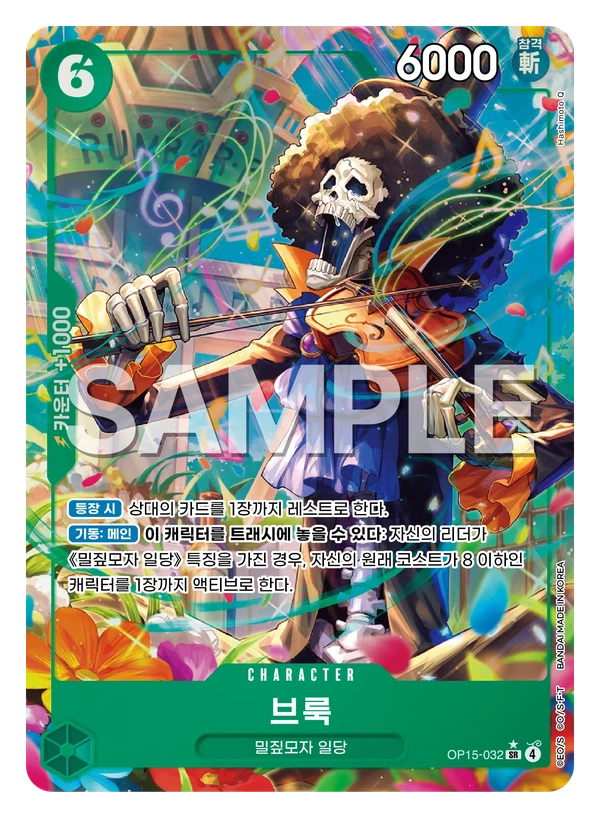 6
6000
참격
斬
Hashimoto Q
RUMBAR
카운터 +1000
SAMPLE
등장 시 상대의 카드를 1장까지 레스트로 한다.
기동: 메인 이 캐릭터를 트래시에 놓을 수 있다: 자신의 리더가
《밀짚모자 일당》 특징을 가진 경우, 자신의 원래 코스트가 8 이하인
캐릭터를 1장까지 액티브로 한다.
©EO/S ©O/S·F·T BANDAI MADE IN KOREA
CHARACTER
브룩
밀짚모자 일당
OP15-032 SR 4